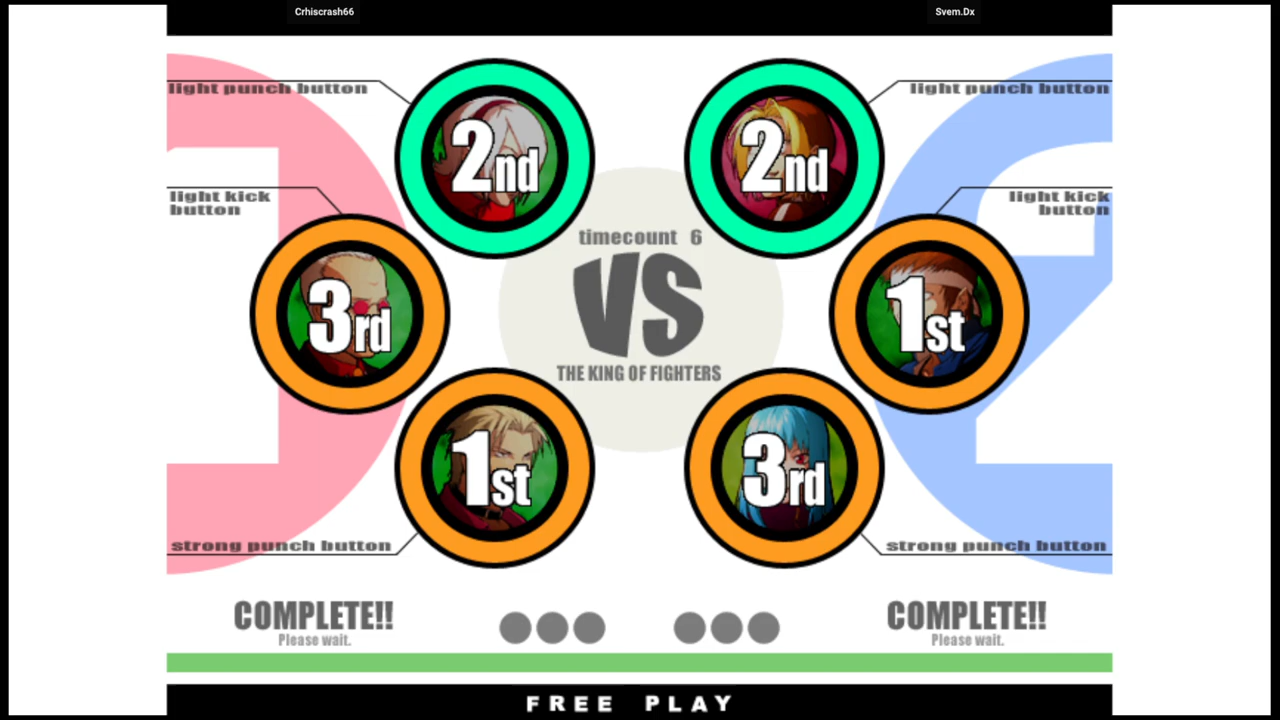 Crhiscrash66
Svem.Dx
light punch button
light punch button
2nd
2nd
light kick
button
light kick
button
timecount 6
VS
THE KING OF FIGHTERS
3rd
1st
1st
3rd
strong punch button
strong punch button
COMPLETE!!
Please wait.
COMPLETE!!
Please wait.
FREE PLAY